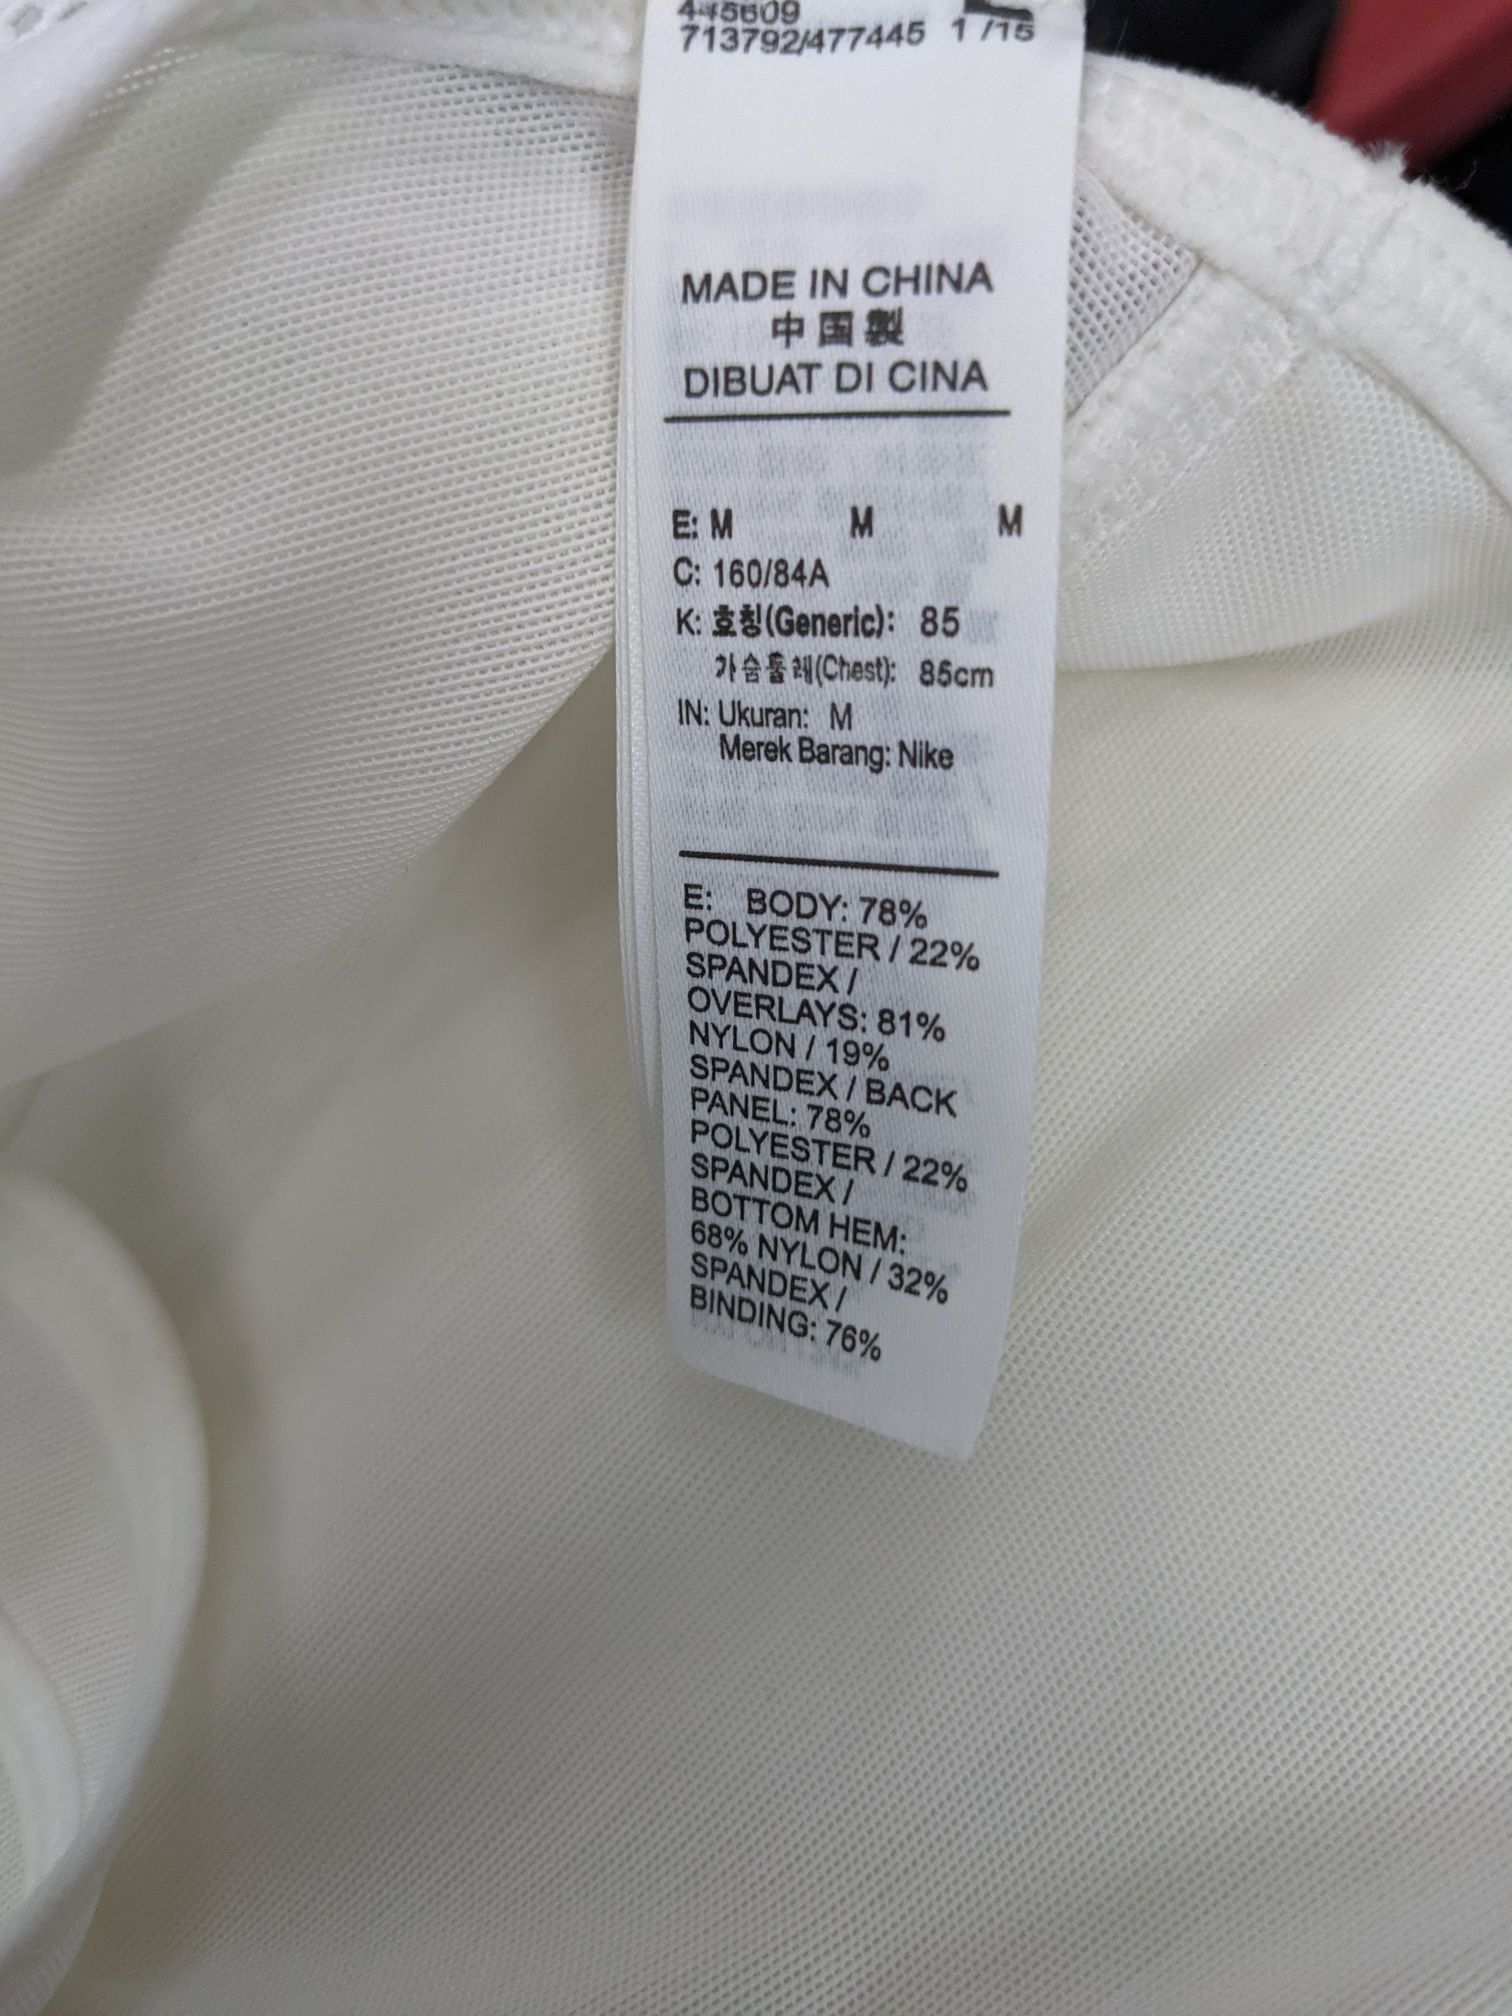 445609
713792/477445 1 /15
MADE IN CHINA
中国製
DIBUAT DI CINA
E: M M M
C: 160/84A
K: 호칭(Generic): 85
가슴둘레(Chest): 85cm
IN: Ukuran: M
Merek Barang: Nike
E: BODY: 78%
POLYESTER / 22%
SPANDEX /
OVERLAYS: 81%
NYLON / 19%
SPANDEX / BACK
PANEL: 78%
POLYESTER / 22%
SPANDEX /
BOTTOM HEM:
68% NYLON / 32%
SPANDEX /
BINDING: 76%